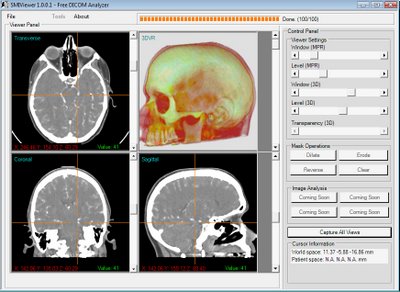 SMIViewer 1.0.0.1 - Free DICOM Analyzer
File Tools About
Done. (100/100)
Viewer Panel
Control Panel
Transverse
3DVR
Viewer Settings
Window (MPR)
Level (MPR)
Window (3D)
Level (3D)
Transparency (3D)
Value: 41
Coronal
Sagittal
Mask Operations
Dilate Erode
Reverse Clear
Image Analysis
Coming Soon Coming Soon
Coming Soon Coming Soon
Capture All Views
Cursor Information
World space: 11.37 -5.88 -16.86 mm
Patient space: N.A. N.A. N.A. mm
Value: 41 Value: 41